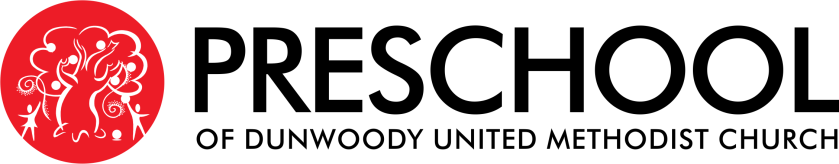 PRESCHOOL
OF DUNWOODY UNITED METHODIST CHURCH